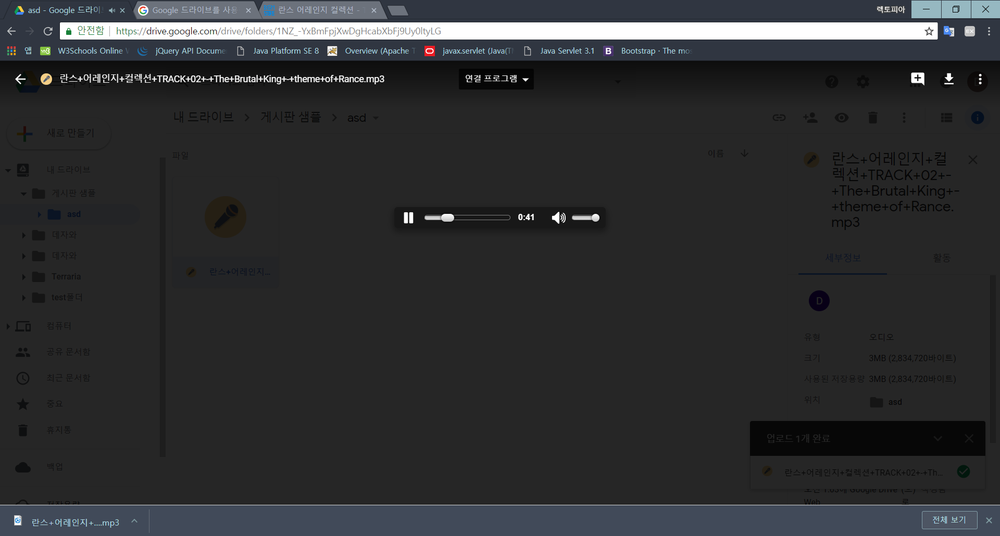 asd - Google 드라이
Google 드라이브를 사용
란스 어레인지 컬렉션 - T
렉토피아
안전함
https://drive.google.com/drive/folders/1NZ_-YxBmFpjXwDgHcabXbFj9Uy0ltyLG
앱
W3Schools Online
jQuery API Docume
Java Platform SE 8
Overview (Apache T
javax.servlet (Java(T
Java Servlet 3.1
B
Bootstrap · The mos
란스+어레인지+컬렉션+TRACK+02+-+The+Brutal+King+-+theme+of+Rance.mp3
연결 프로그램
내 드라이브
게시판 샘플
asd
새로 만들기
내 드라이브
게시판 샘플
asd
데자와
데자와
Terraria
test폴더
컴퓨터
공유 문서함
최근 문서함
중요
휴지통
백업
저장용량
파일
이름
란스+어레인지...
0:41
란스+어레인지+컬
렉션+TRACK+02+-
+The+Brutal+King+-
+theme+of+Rance.
mp3
세부정보
활동
D
유형
오디오
크기
3MB (2,834,720바이트)
사용된 저장용량
3MB (2,834,720바이트)
위치
asd
업로드 1개 완료
란스+어레인지+컬렉션+TRACK+02+-+Th...
오전 1:03에 Google Drive
Web
로
란스+어레인지+....mp3
전체 보기